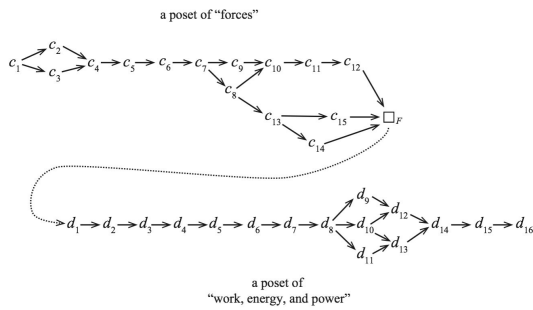 a poset of “forces”
c2
c1 c4 c5 c6 c7 c9 c10 c11 c12
c3
c8
c13 c15 □F
c14
d9
d12
d1 d2 d3 d4 d5 d6 d7 d8 d10 d14 d15 d16
d13
d11
a poset of
“work, energy, and power”